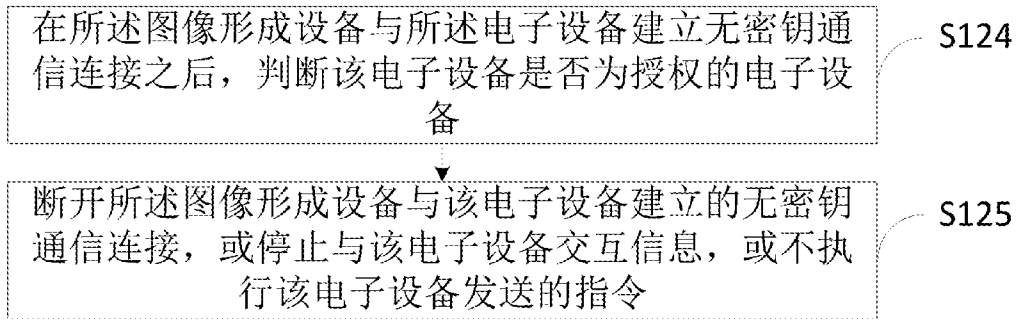 在所述图像形成设备与所述电子设备建立无密钥通
信连接之后，判断该电子设备是否为授权的电子设
备
S124
断开所述图像形成设备与该电子设备建立的无密钥
通信连接，或停止与该电子设备交互信息，或不执
行该电子设备发送的指令
S125